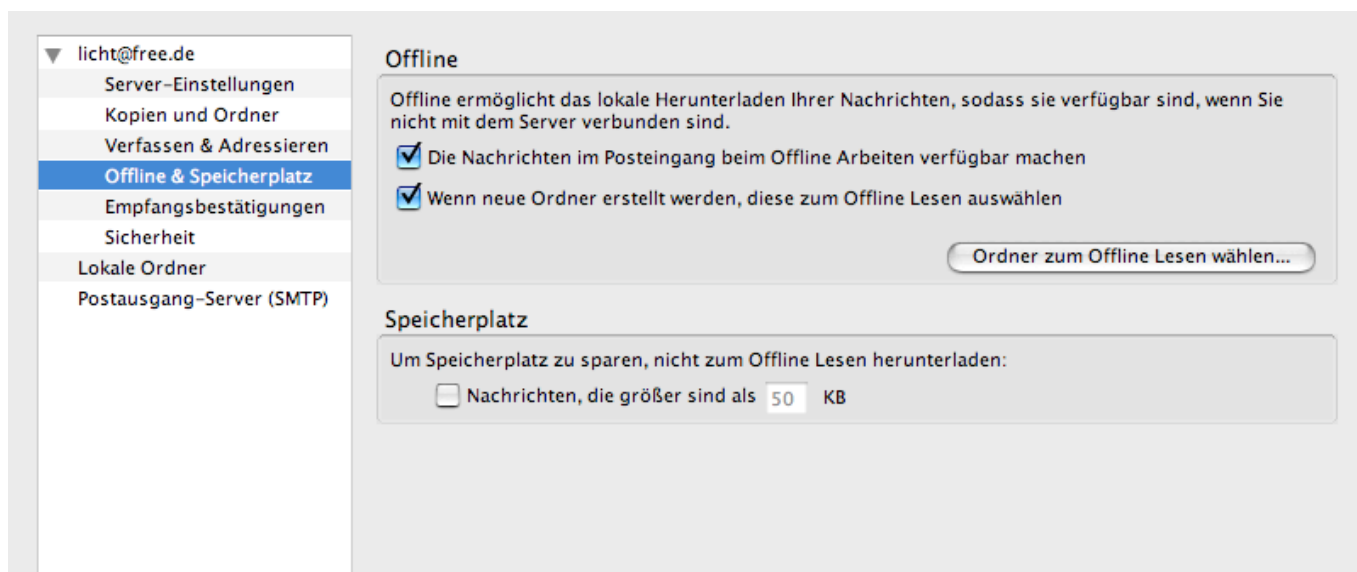 licht@free.de
Server-Einstellungen
Kopien und Ordner
Verfassen & Adressieren
Offline & Speicherplatz
Empfangsbestätigungen
Sicherheit
Lokale Ordner
Postausgang-Server (SMTP)
Offline
Offline ermöglicht das lokale Herunterladen Ihrer Nachrichten, sodass sie verfügbar sind, wenn Sie
nicht mit dem Server verbunden sind.
Die Nachrichten im Posteingang beim Offline Arbeiten verfügbar machen
Wenn neue Ordner erstellt werden, diese zum Offline Lesen auswählen
Ordner zum Offline Lesen wählen...
Speicherplatz
Um Speicherplatz zu sparen, nicht zum Offline Lesen herunterladen:
Nachrichten, die größer sind als 50 KB